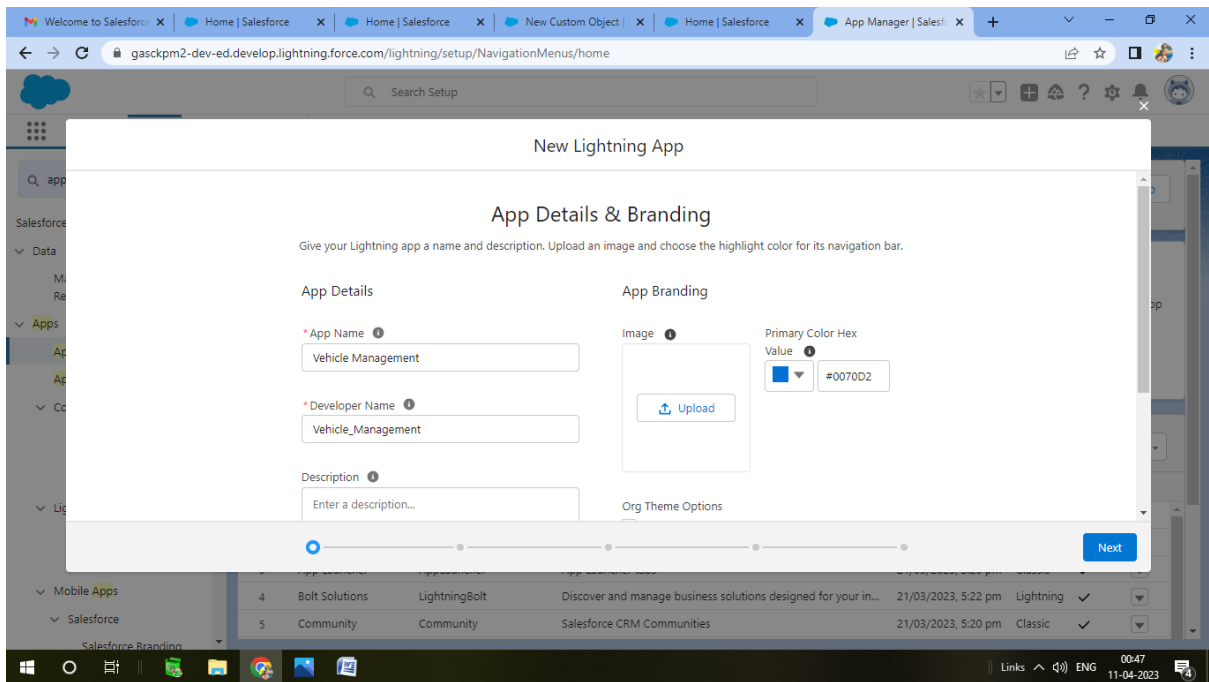 Welcome to Salesforc
Home | Salesforce
Home | Salesforce
New Custom Object |
Home | Salesforce
App Manager | Salesfo
gasckpm2-dev-ed.develop.lightning.force.com/lightning/setup/NavigationMenus/home
Search Setup
New Lightning App
app
App Details & Branding
Salesforce
Give your Lightning app a name and description. Upload an image and choose the highlight color for its navigation bar.
Data
App Details
App Branding
Apps
*App Name
Image
Primary Color Hex
Value
Vehicle Management
#0070D2
*Developer Name
Upload
Vehicle_Management
Description
Enter a description...
Org Theme Options
Next
Mobile Apps
4 Bolt Solutions LightningBolt Discover and manage business solutions designed for your in... 21/03/2023, 5:22 pm Lightning
Salesforce
5 Community Community Salesforce CRM Communities 21/03/2023, 5:20 pm Classic
Salesforce Branding
Links ENG 00:47
11-04-2023
4